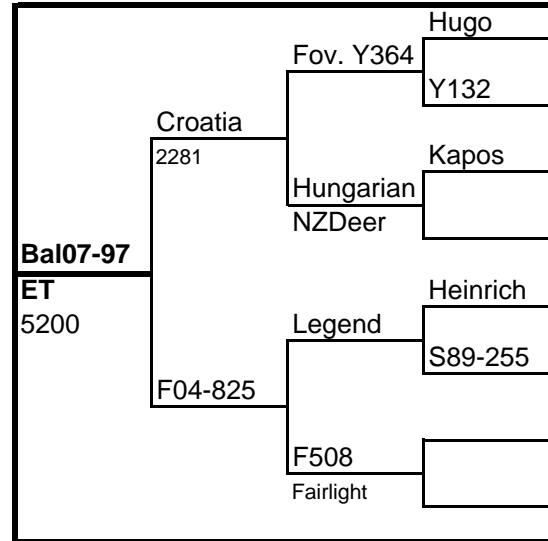 Hugo
Fov. Y364
Y132
Croatia
2281
Kapos
Hungarian
NZDeer
Bal07-97
ET
5200
Heinrich
Legend
S89-255
F04-825
F508
Fairlight